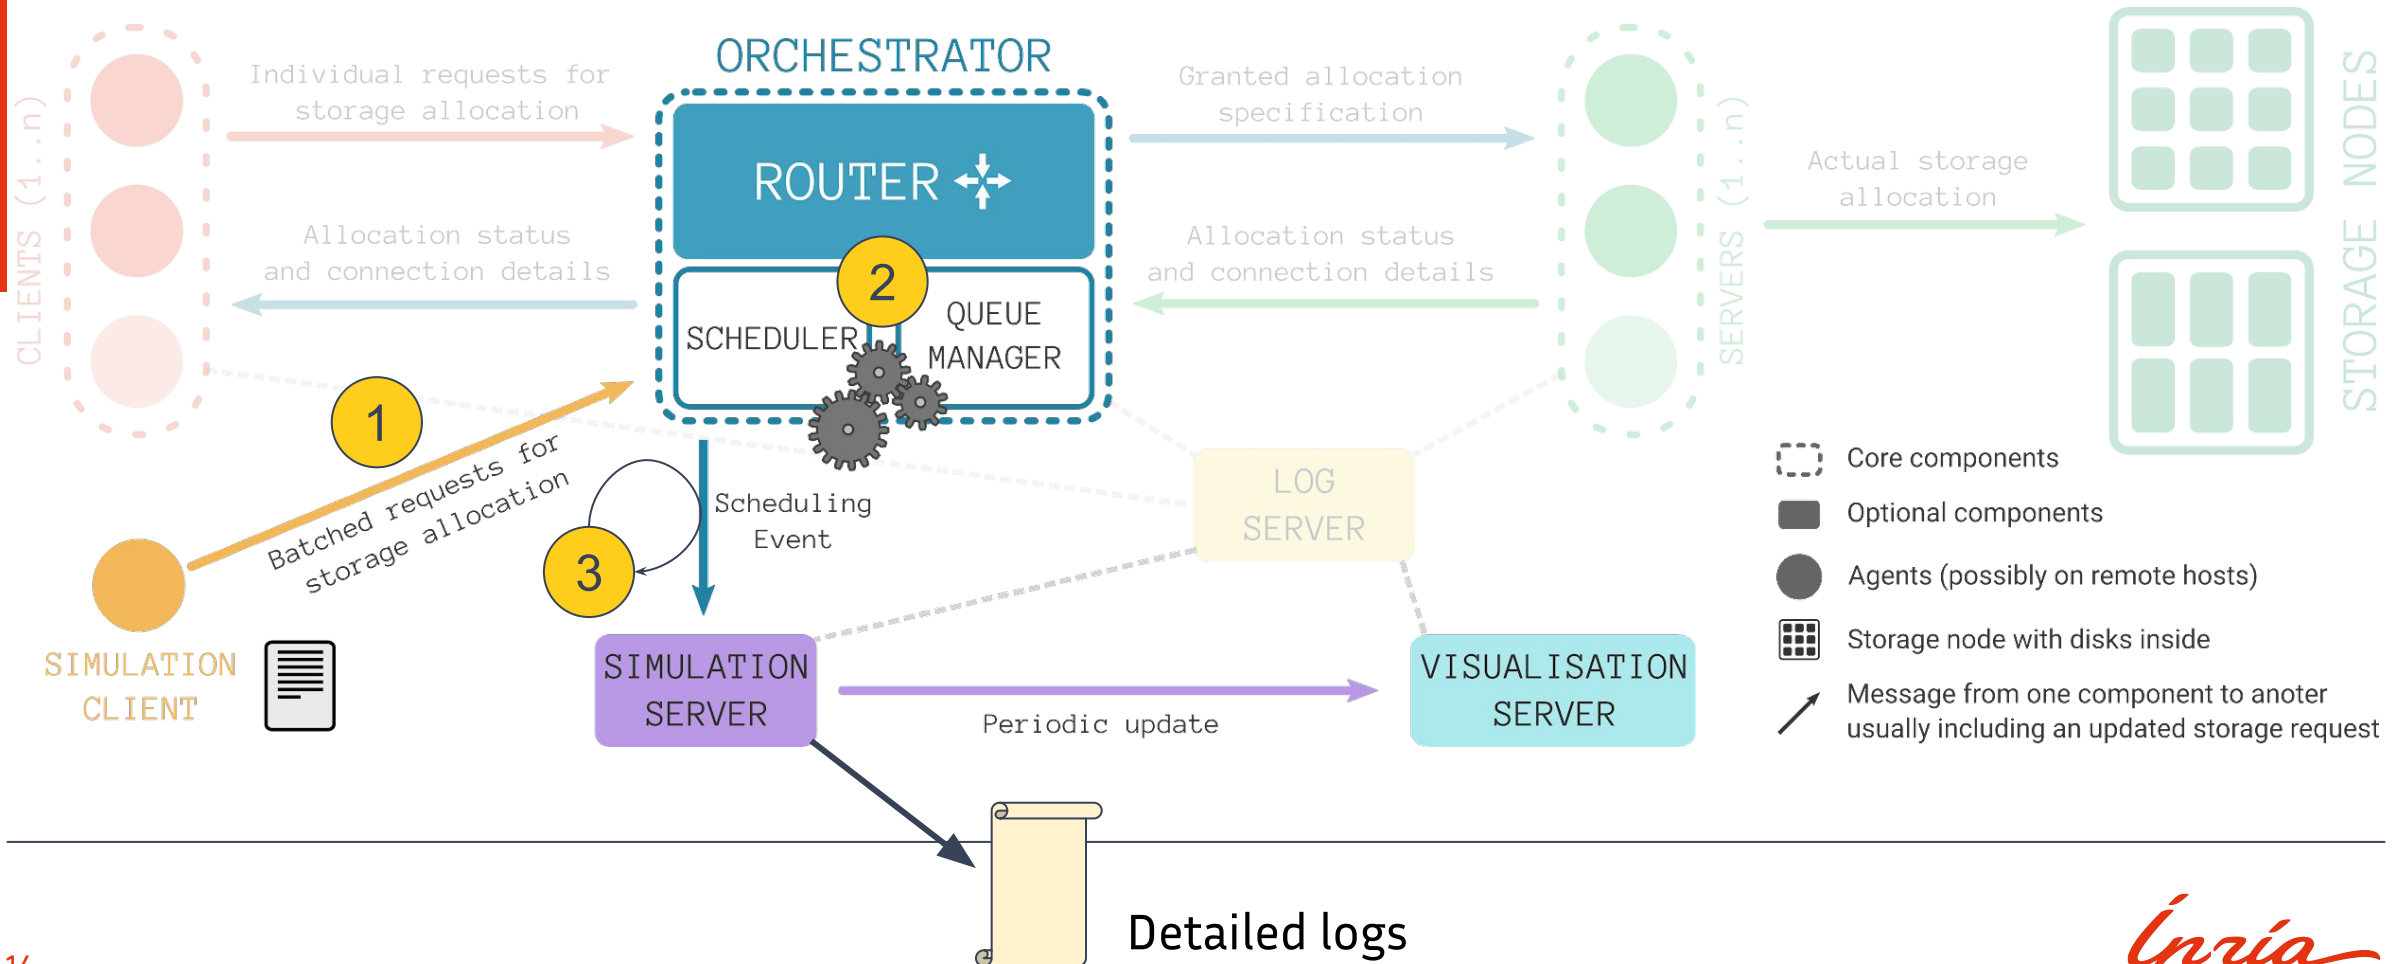 ORCHESTRATOR
CLIENTS (1..n)
Individual requests for
storage allocation
ROUTER
Granted allocation
specification
SERVERS (1..n)
Actual storage
allocation
STORAGE NODES
Allocation status
and connection details
2
SCHEDULER
QUEUE
MANAGER
Allocation status
and connection details
1
Batched requests for
storage allocation
Scheduling
Event
3
LOG
SERVER
SIMULATION
CLIENT
SIMULATION
SERVER
Periodic update
VISUALISATION
SERVER
Core components
Optional components
Agents (possibly on remote hosts)
Storage node with disks inside
Message from one component to anoter
usually including an updated storage request
Detailed logs
14
Inria